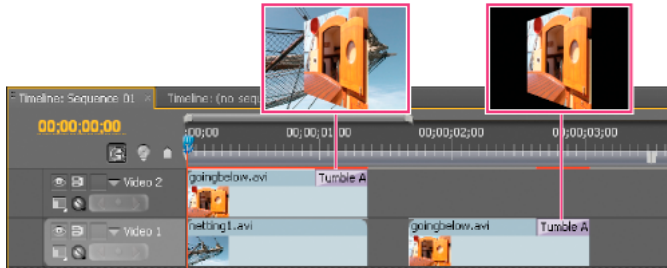 Timeline: Sequence 01 × Timeline: (no sequ
00;00;00;00
;00;00 00;00;01;00 00;00;02;00 00;00;03;00
Video 2 goingbelow.avi Tumble A
Video 1 netting1.avi goingbelow.avi Tumble A